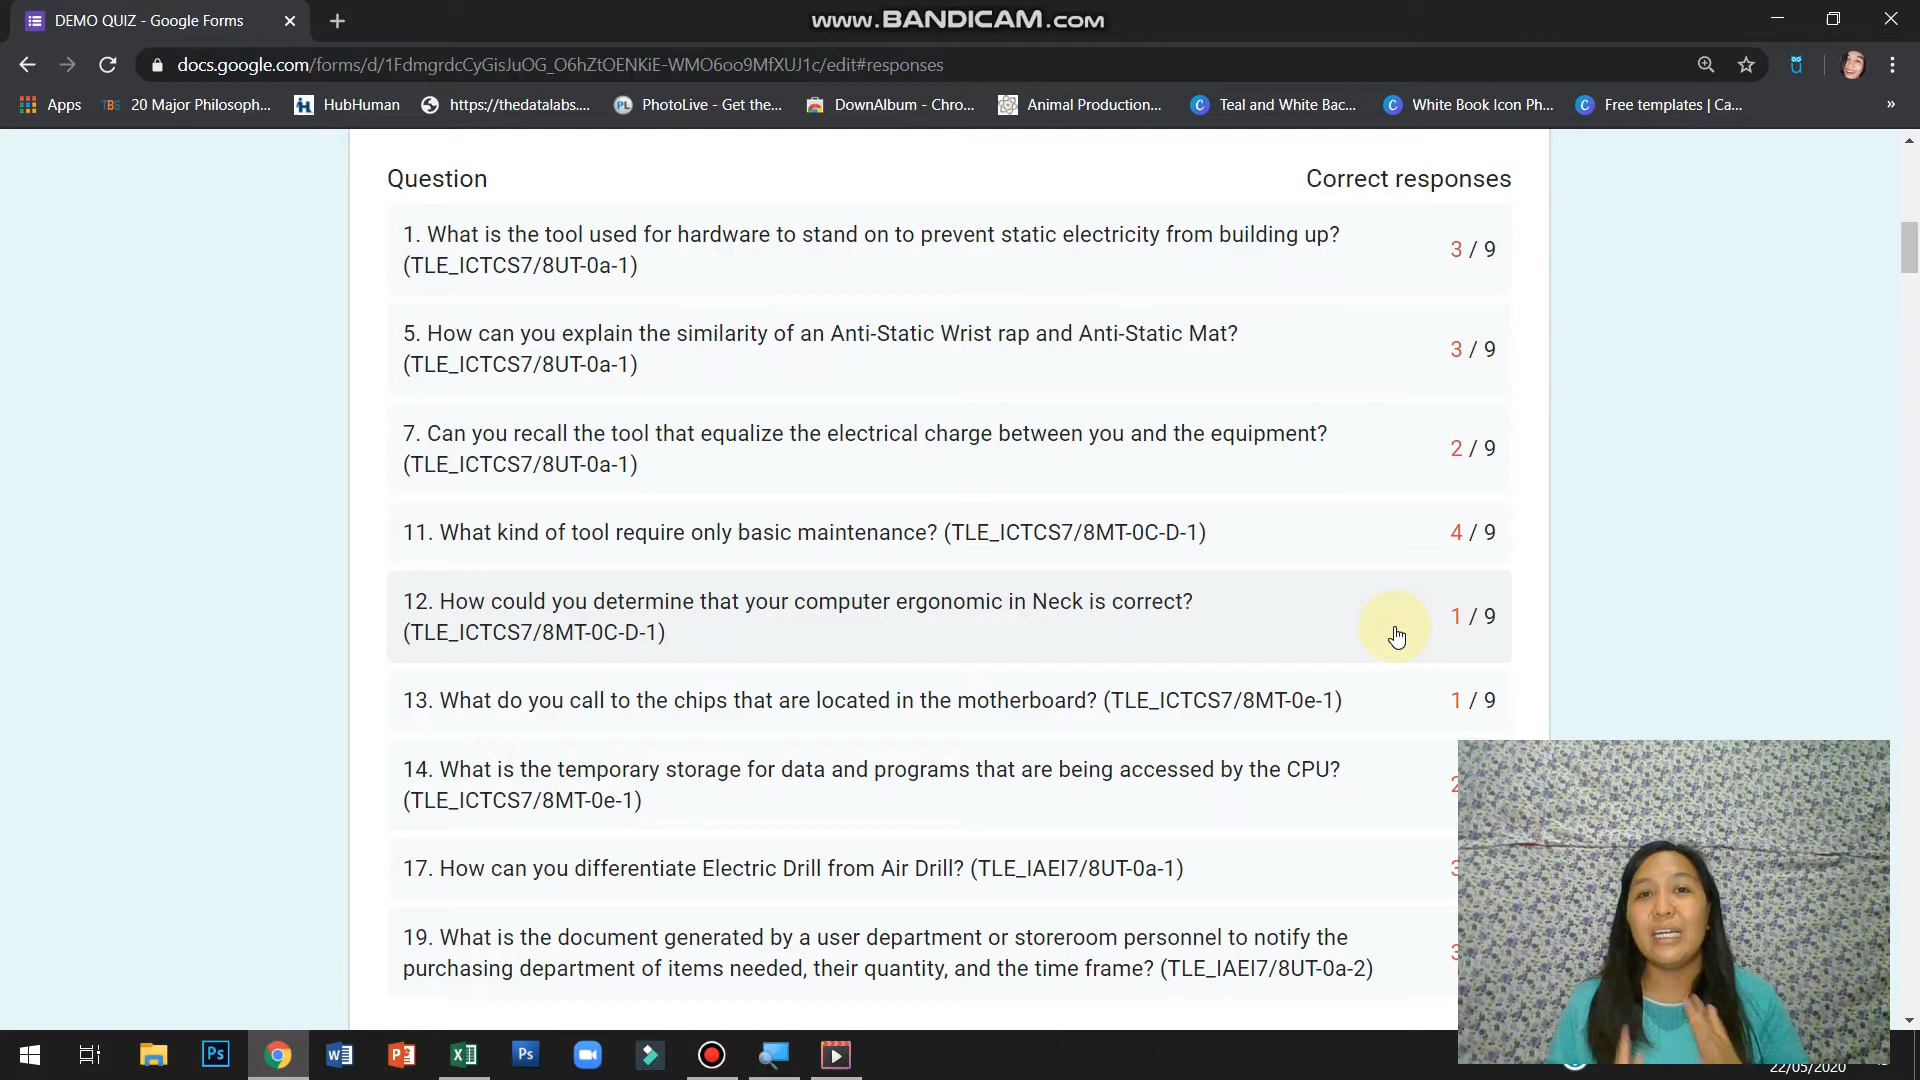 DEMO QUIZ - Google Forms
www.BANDICAM.com
docs.google.com/forms/d/1FdmgrdcCyGisJuOG_O6hZtOENKiE-WMO6oo9MfXUJ1c/edit#responses
Apps
TBS 20 Major Philosoph...
HubHuman
https://thedatalabs....
PL PhotoLive - Get the...
DownAlbum - Chro...
Animal Production...
C Teal and White Bac...
C White Book Icon Ph...
C Free templates | Ca...
»
Question Correct responses
1. What is the tool used for hardware to stand on to prevent static electricity from building up?
(TLE_ICTCS7/8UT-0a-1)
3 / 9
5. How can you explain the similarity of an Anti-Static Wrist rap and Anti-Static Mat?
(TLE_ICTCS7/8UT-0a-1)
3 / 9
7. Can you recall the tool that equalize the electrical charge between you and the equipment?
(TLE_ICTCS7/8UT-0a-1)
2 / 9
11. What kind of tool require only basic maintenance? (TLE_ICTCS7/8MT-0C-D-1) 4 / 9
12. How could you determine that your computer ergonomic in Neck is correct?
(TLE_ICTCS7/8MT-0C-D-1)
1 / 9
13. What do you call to the chips that are located in the motherboard? (TLE_ICTCS7/8MT-0e-1) 1 / 9
14. What is the temporary storage for data and programs that are being accessed by the CPU?
(TLE_ICTCS7/8MT-0e-1)
17. How can you differentiate Electric Drill from Air Drill? (TLE_IAEI7/8UT-0a-1)
19. What is the document generated by a user department or storeroom personnel to notify the
purchasing department of items needed, their quantity, and the time frame? (TLE_IAEI7/8UT-0a-2)
Ps
Ps
22/05/2020